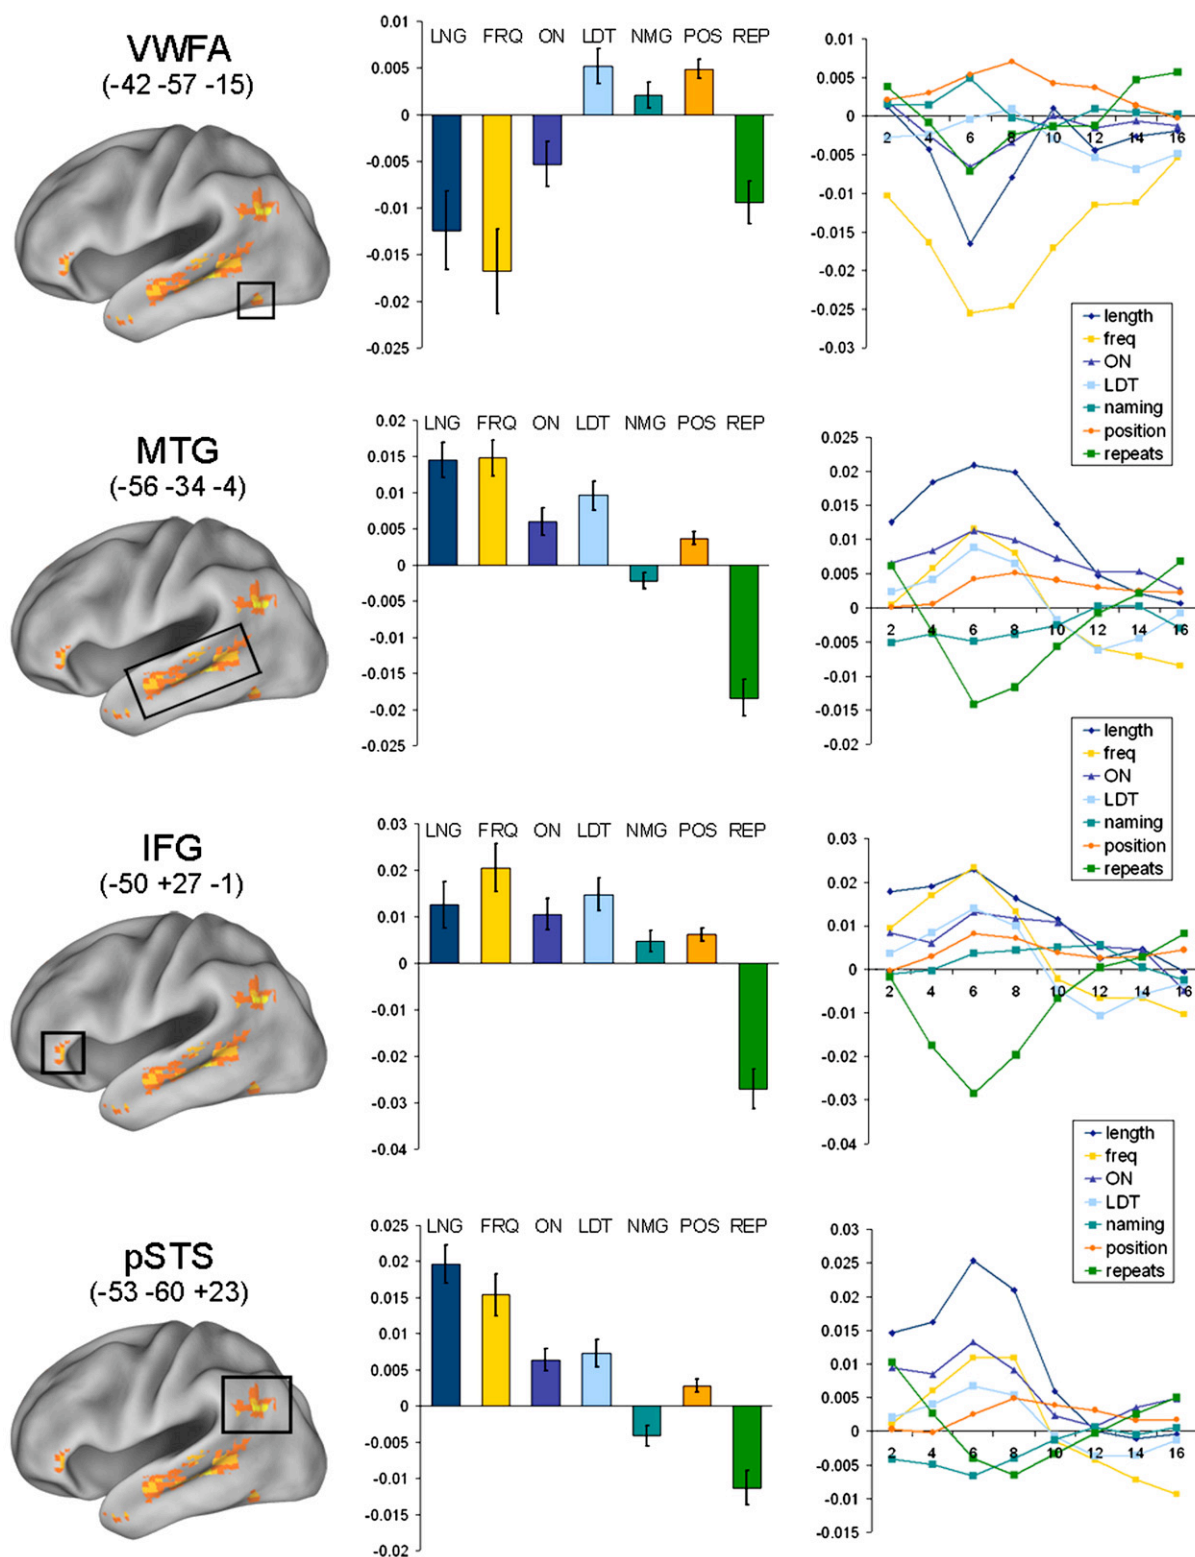 VWFA
(-42 -57 -15)
0.01
0.005
0
-0.005
-0.01
-0.015
-0.02
-0.025
LNG FRQ ON LDT NMG POS REP
0.01
0.005
0
-0.005
-0.01
-0.015
-0.02
-0.025
-0.03
2 4 6 8 10 12 14 16
length
freq
ON
LDT
naming
position
repeats
MTG
(-56 -34 -4)
0.02
0.015
0.01
0.005
0
-0.005
-0.01
-0.015
-0.02
-0.025
LNG FRQ ON LDT NMG POS REP
0.025
0.02
0.015
0.01
0.005
0
-0.005
-0.01
-0.015
-0.02
2 4 6 8 10 12 14 16
length
freq
ON
LDT
naming
position
repeats
IFG
(-50 +27 -1)
0.03
0.02
0.01
0
-0.01
-0.02
-0.03
-0.04
LNG FRQ ON LDT NMG POS REP
0.03
0.02
0.01
0
-0.01
-0.02
-0.03
-0.04
2 4 6 8 10 12 14 16
length
freq
ON
LDT
naming
position
repeats
pSTS
(-53 -60 +23)
0.025
0.02
0.015
0.01
0.005
0
-0.005
-0.01
-0.015
-0.02
LNG FRQ ON LDT NMG POS REP
0.03
0.025
0.02
0.015
0.01
0.005
0
-0.005
-0.01
-0.015
2 4 6 8 10 12 14 16